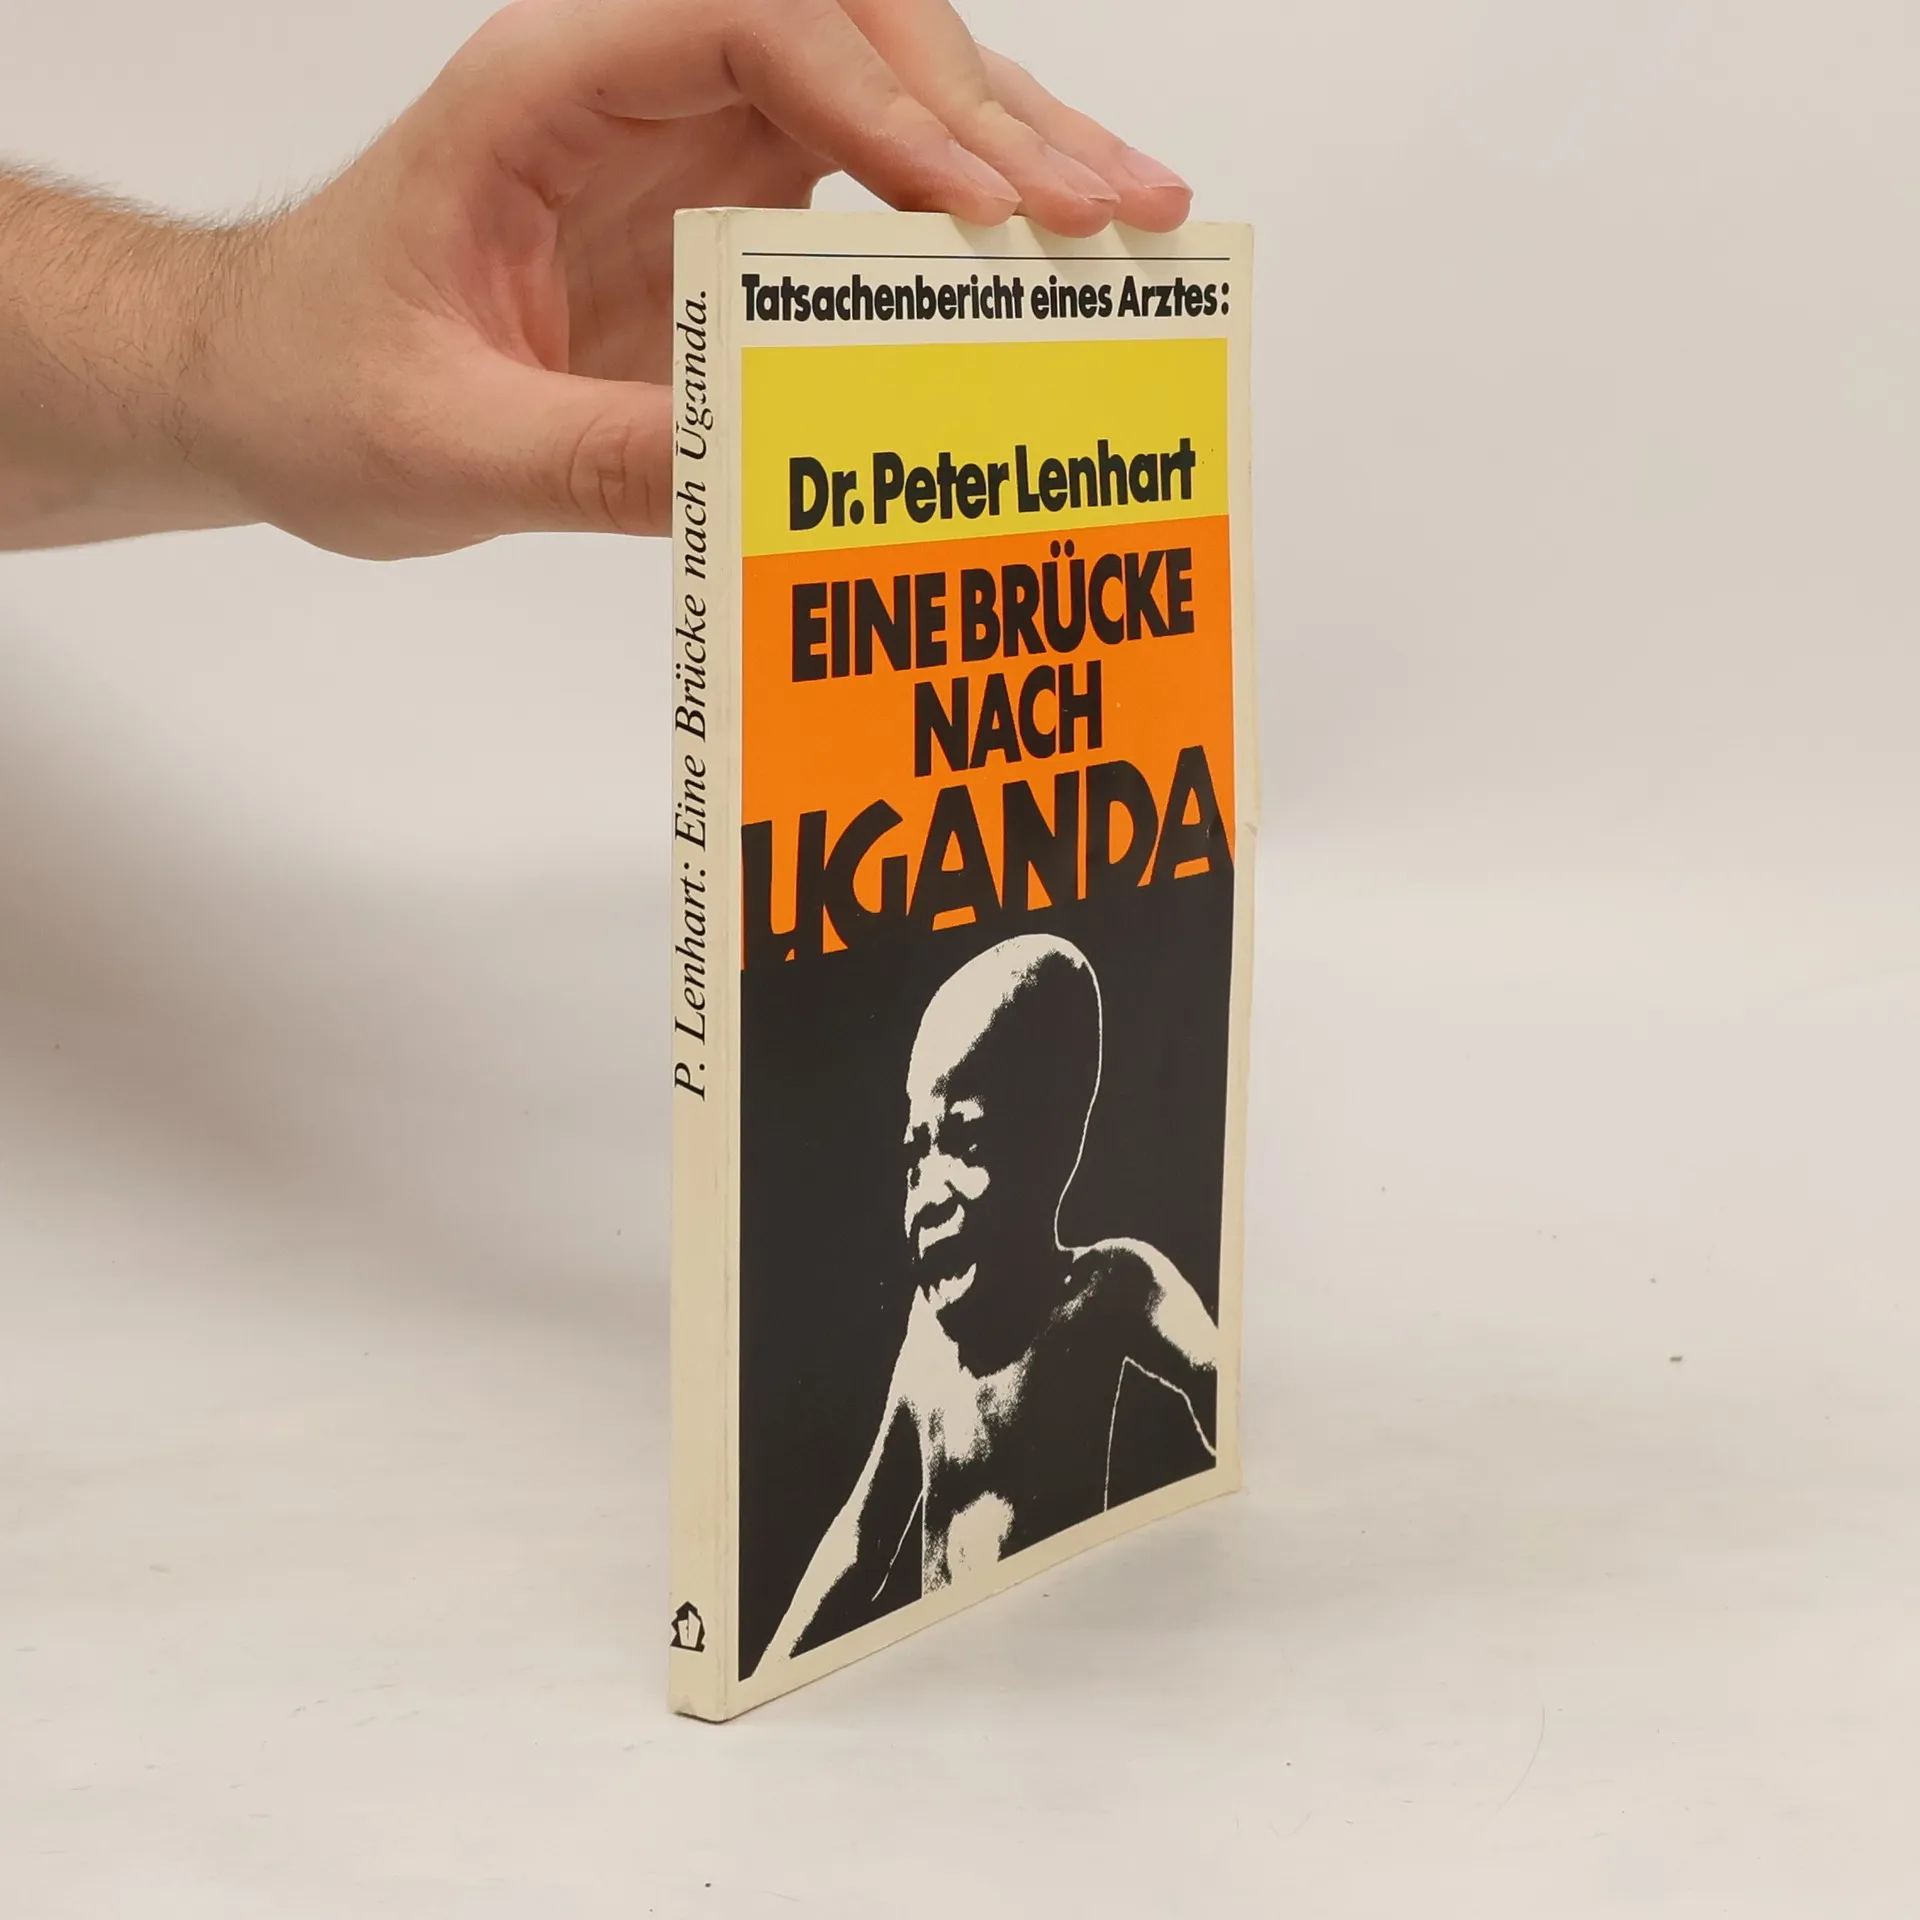 Tatsachenbericht eines Arztes:
Dr. Peter Lenhart
EINE BRÜCKE
NACH
UGANDA
P. Lenhart: Eine Brücke nach Uganda.